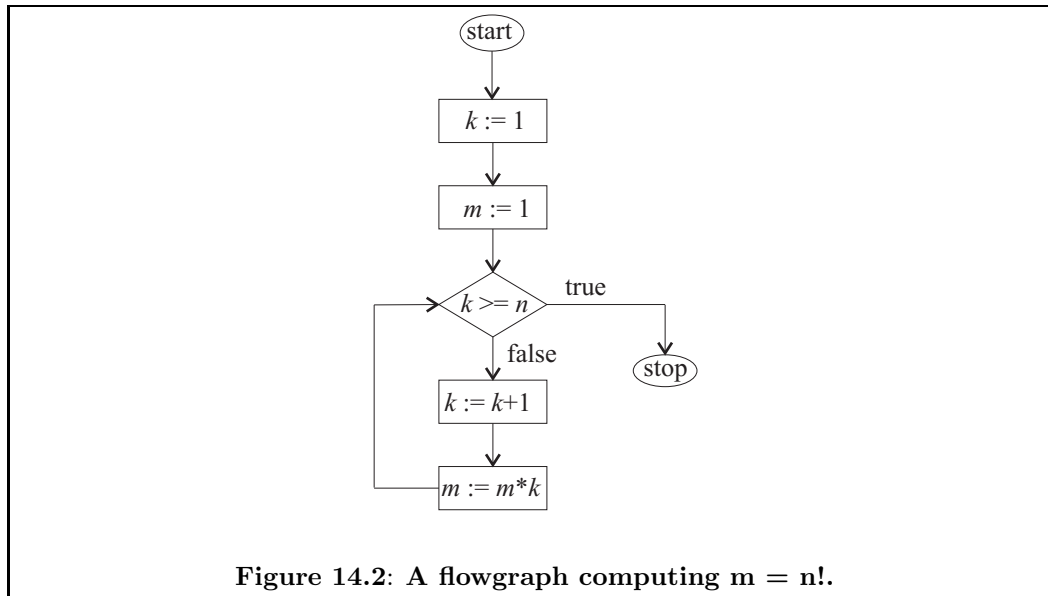 start
k := 1
m := 1
k >= n
true
false
stop
k := k+1
m := m*k
Figure 14.2: A flowgraph computing m = n!.